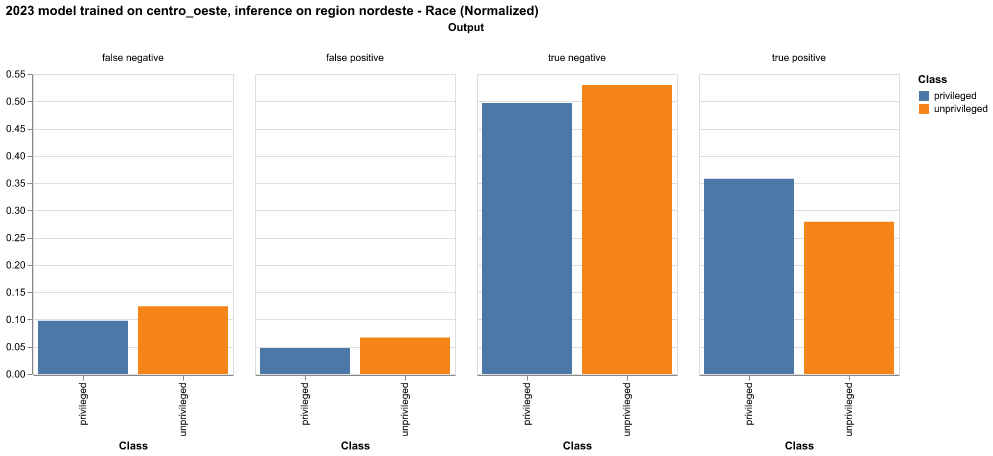 2023 model trained on centro_oeste, inference on region nordeste - Race (Normalized)
Output
false negative
false positive
true negative
true positive
0.55
0.50
0.45
0.40
0.35
0.30
0.25
0.20
0.15
0.10
0.05
0.00
privileged
unprivileged
privileged
unprivileged
privileged
unprivileged
privileged
unprivileged
Class
Class
Class
Class
Class
privileged
unprivileged